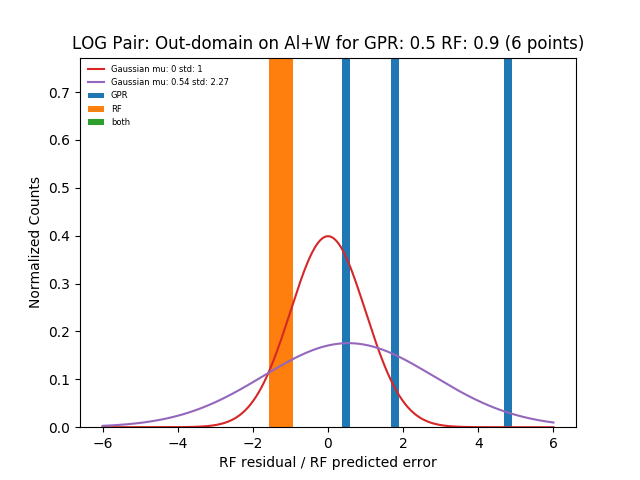 LOG Pair: Out-domain on Al+W for GPR: 0.5 RF: 0.9 (6 points)
Gaussian mu: 0 std: 1
Gaussian mu: 0.54 std: 2.27
GPR
RF
both
Normalized Counts
0.7
0.6
0.5
0.4
0.3
0.2
0.1
0.0
−6
−4
−2
0
2
4
6
RF residual / RF predicted error